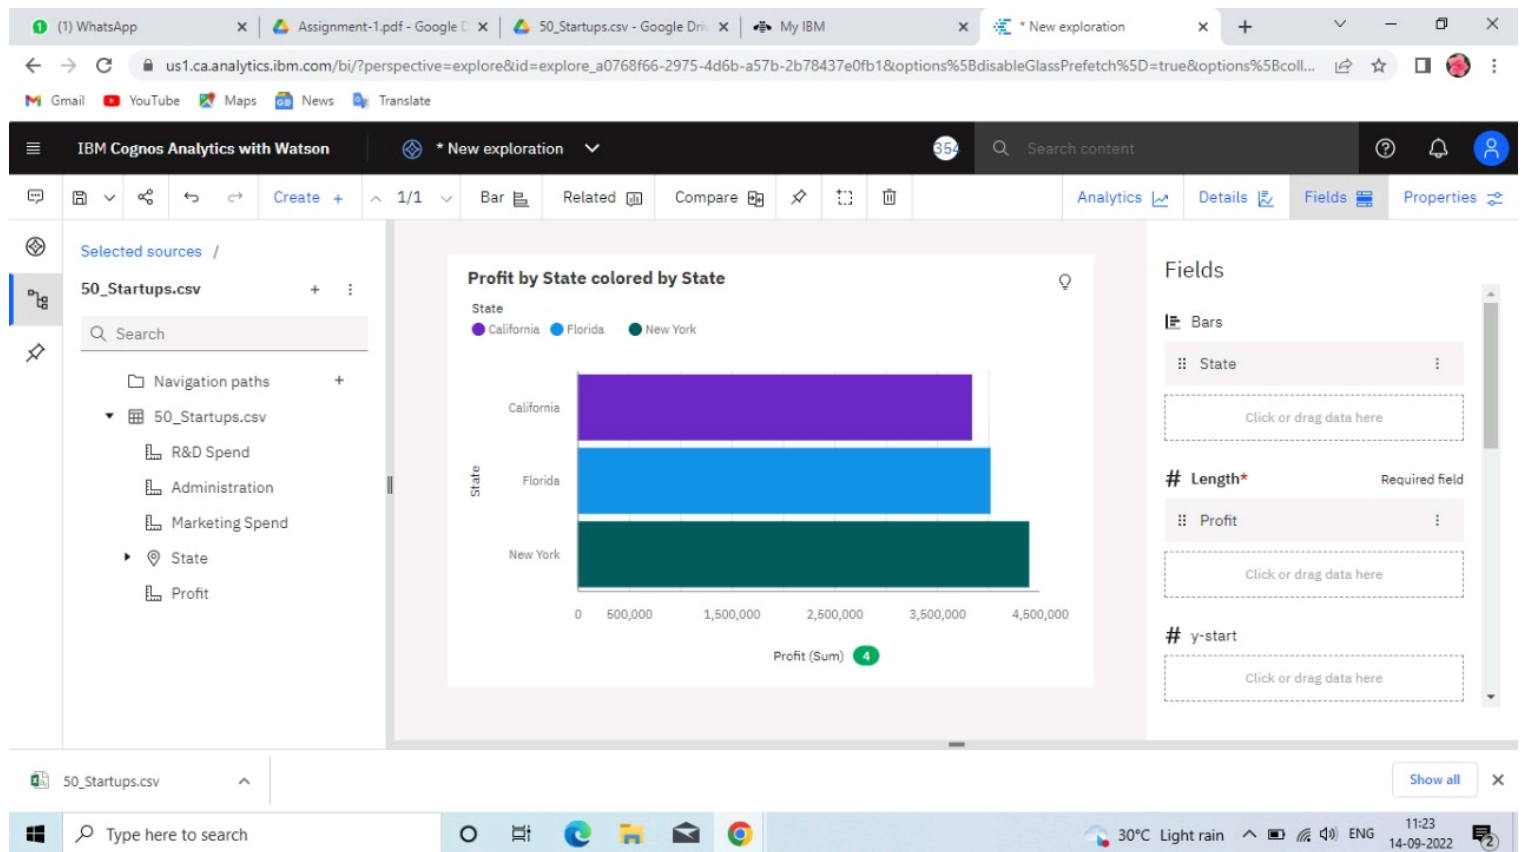 (1) WhatsApp
Assignment-1.pdf - Google D
50_Startups.csv - Google Driv
My IBM
* New exploration
us1.ca.analytics.ibm.com/bi/?perspective=explore&id=explore_a0768f66-2975-4d6b-a57b-2b78437e0fb1&options%5BdisableGlassPrefetch%5D=true&options%5Bcoll...
Gmail YouTube Maps News Translate
IBM Cognos Analytics with Watson
* New exploration
354
Search content
Create + 1/1 Bar Related Compare Analytics Details Fields Properties
Selected sources /
50_Startups.csv
Search
Navigation paths
50_Startups.csv
R&D Spend
Administration
Marketing Spend
State
Profit
Profit by State colored by State
State
California Florida New York
California
Florida
New York
State
0 500,000 1,500,000 2,500,000 3,500,000 4,500,000
Profit (Sum) 4
Fields
Bars
State
Click or drag data here
# Length* Required field
Profit
Click or drag data here
# y-start
Click or drag data here
50_Startups.csv
Show all
Type here to search
30°C Light rain
ENG
11:23
14-09-2022
2